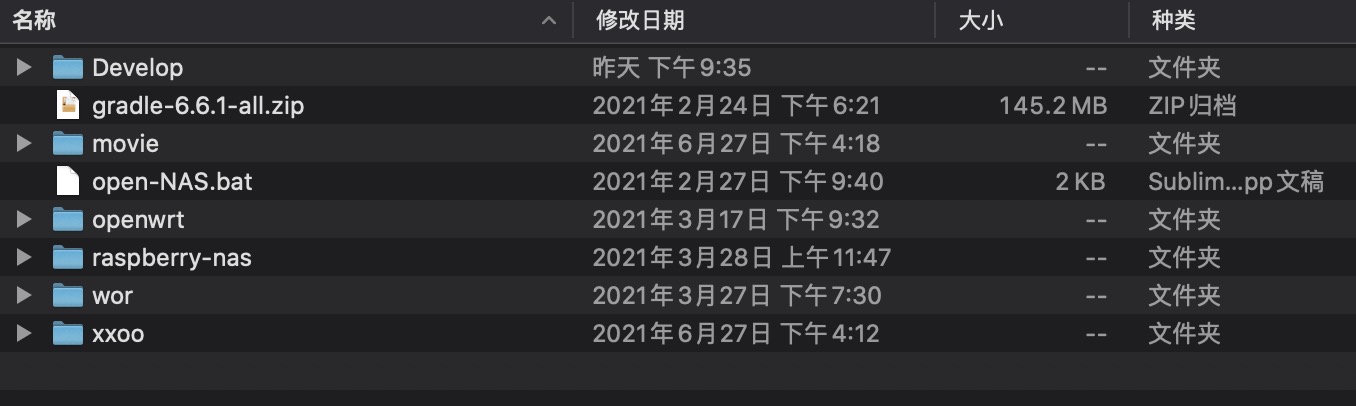 名称 修改日期 大小 种类
Develop 昨天 下午9:35 -- 文件夹
gradle-6.6.1-all.zip 2021年2月24日 下午6:21 145.2 MB ZIP归档
movie 2021年6月27日 下午4:18 -- 文件夹
open-NAS.bat 2021年2月27日 下午9:40 2 KB Sublim...pp文稿
openwrt 2021年3月17日 下午9:32 -- 文件夹
raspberry-nas 2021年3月28日 上午11:47 -- 文件夹
wor 2021年3月27日 下午7:30 -- 文件夹
xxoo 2021年6月27日 下午4:12 -- 文件夹